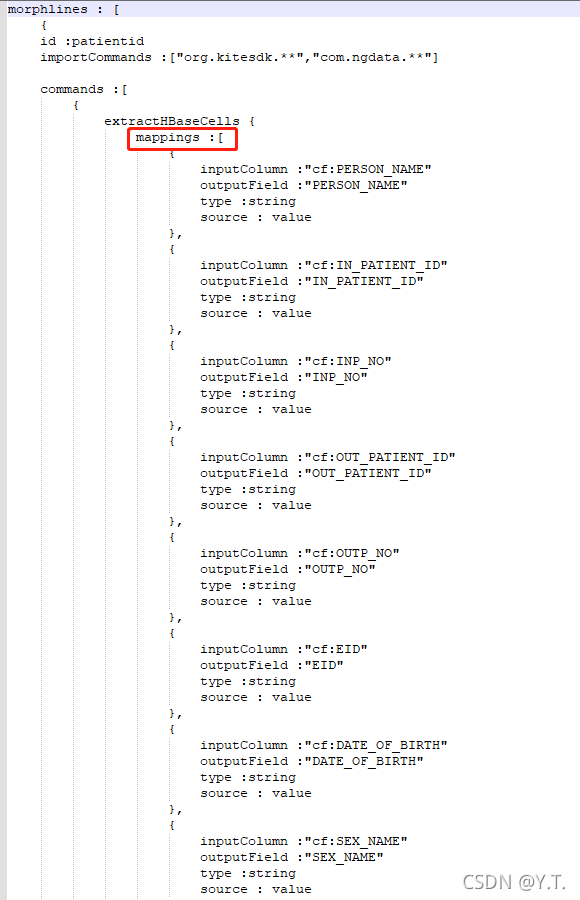 morphlines : [
{
id :patientid
importCommands :["org.kitesdk.**","com.ngdata.**"]
commands :[
{
extractHBaseCells {
mappings :[
{
inputColumn :"cf:PERSON_NAME"
outputField :"PERSON_NAME"
type :string
source : value
},
{
inputColumn :"cf:IN_PATIENT_ID"
outputField :"IN_PATIENT_ID"
type :string
source : value
},
{
inputColumn :"cf:INP_NO"
outputField :"INP_NO"
type :string
source : value
},
{
inputColumn :"cf:OUT_PATIENT_ID"
outputField :"OUT_PATIENT_ID"
type :string
source : value
},
{
inputColumn :"cf:OUTP_NO"
outputField :"OUTP_NO"
type :string
source : value
},
{
inputColumn :"cf:EID"
outputField :"EID"
type :string
source : value
},
{
inputColumn :"cf:DATE_OF_BIRTH"
outputField :"DATE_OF_BIRTH"
type :string
source : value
},
{
inputColumn :"cf:SEX_NAME"
outputField :"SEX_NAME"
type :string
source : value
CSDN @Y.T.